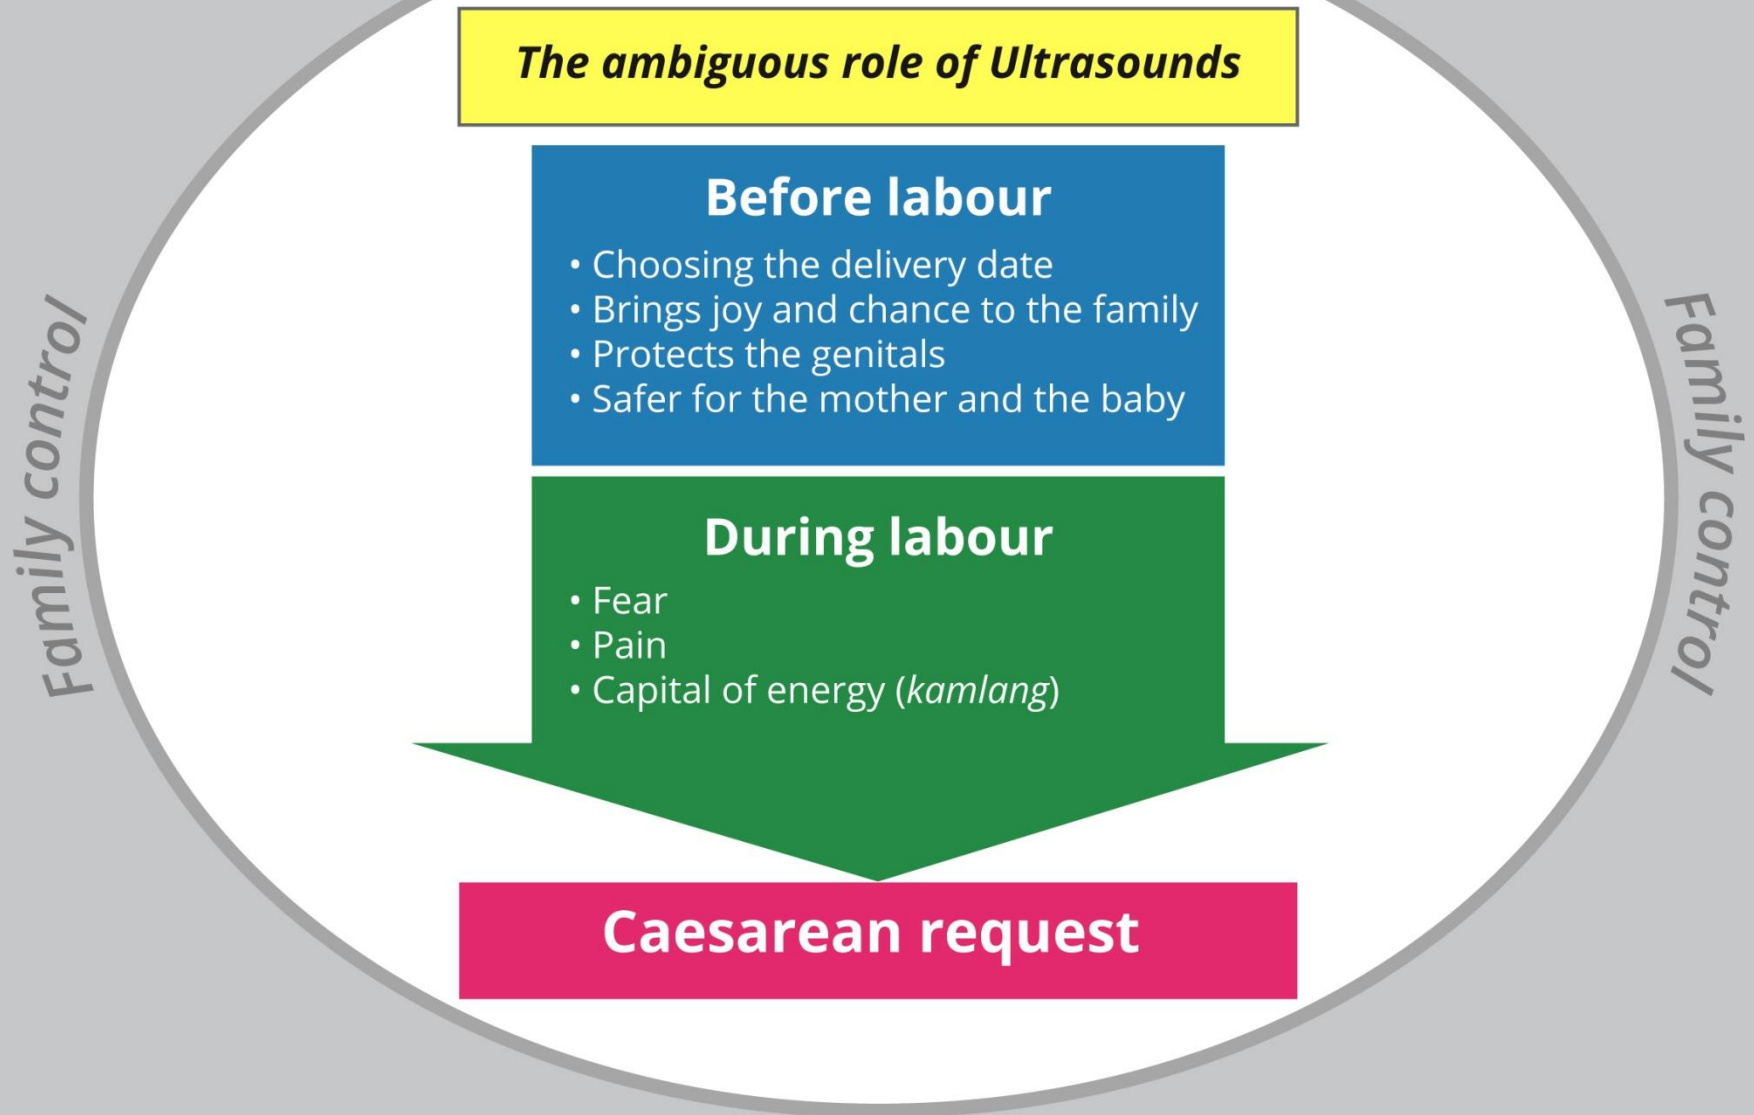 The ambiguous role of Ultrasounds
Before labour
• Choosing the delivery date
• Brings joy and chance to the family
• Protects the genitals
• Safer for the mother and the baby
Family control
Family control
During labour
• Fear
• Pain
• Capital of energy (kamlang)
Caesarean request